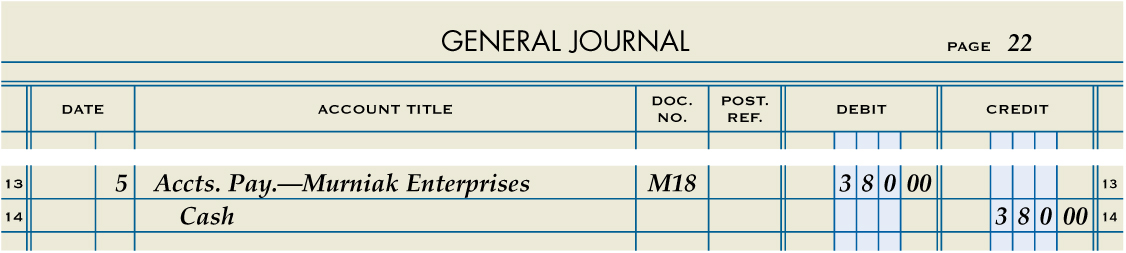 GENERAL JOURNAL PAGE 22
DATE ACCOUNT TITLE DOC. NO. POST. REF. DEBIT CREDIT
13 5 Accts. Pay.—Murniak Enterprises M18 3 8 0 00 13
14 Cash 3 8 0 00 14